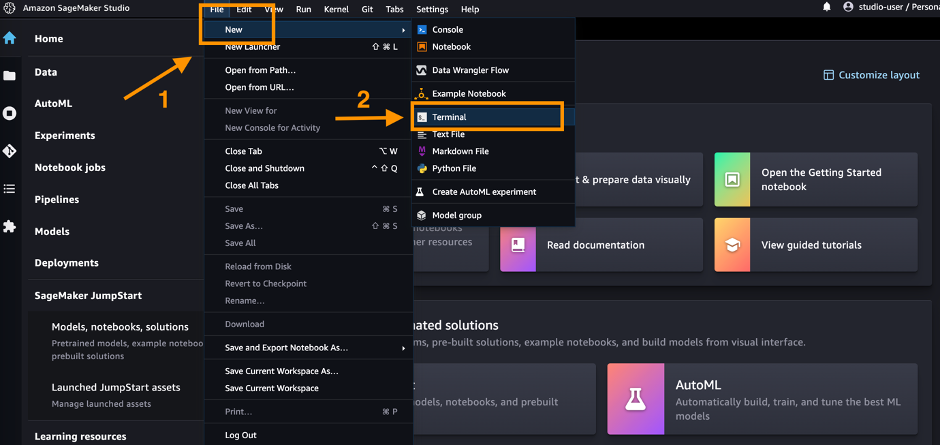 Amazon SageMaker Studio
File Edit View Run Kernel Git Tabs Settings Help
studio-user / Persona
Home
Data
AutoML
Experiments
Notebook jobs
Pipelines
Models
Deployments
SageMaker JumpStart
Models, notebooks, solutions
Pretrained models, example noteboo
prebuilt solutions
Launched JumpStart assets
Manage launched assets
Learning resources
1
New
New Launcher ⇧ ⌘ L
Open from Path...
Open from URL...
New View for
New Console for Activity
Close Tab ⌥ W
Close and Shutdown ⌃ ⇧ Q
Close All Tabs
Save ⌘ S
Save As... ⇧ ⌘ S
Save All
Reload from Disk
Revert to Checkpoint
Rename...
Download
Save and Export Notebook As...
Save Current Workspace As...
Save Current Workspace
Print... ⌘ P
Log Out
2
Console
Notebook
Data Wrangler Flow
Example Notebook
Terminal
Text File
Markdown File
Python File
Create AutoML experiment
Model group
Customize layout
t & prepare data visually
Open the Getting Started
notebook
notebooks
her resources
Read documentation
View guided tutorials
ated solutions
ms, pre-built solutions, example notebooks, and build models from visual interface.
t
odels, notebooks, and prebuilt
AutoML
Automatically build, train, and tune the best ML
models